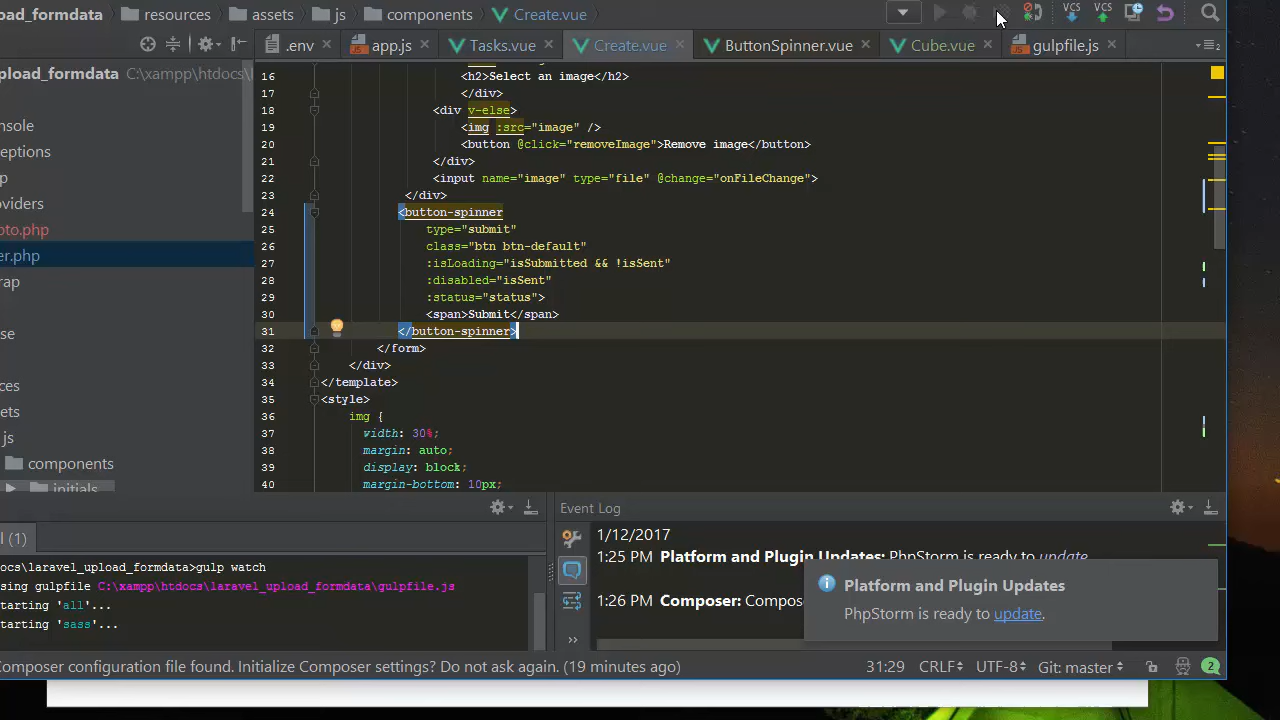 pload_formdata resources assets js components Create.vue
VCS VCS
.env app.js Tasks.vue Create.vue ButtonSpinner.vue Cube.vue gulpfile.js
pload_formdata C:\xampp\htdocs
nsole
eptions
p
oviders
oto.php
er.php
rap
se
ces
ets
js
components
initials
16 <h2>Select an image</h2>
17 </div>
18 <div v-else>
19 <img :src="image" />
20 <button @click="removeImage">Remove image</button>
21 </div>
22 <input name="image" type="file" @change="onFileChange">
23 </div>
24 <button-spinner
25 type="submit"
26 class="btn btn-default"
27 :isLoading="isSubmitted && !isSent"
28 :disabled="isSent"
29 :status="status">
30 <span>Submit</span>
31 </button-spinner>
32 </form>
33 </div>
34 </template>
35 <style>
36 img {
37 width: 30%;
38 margin: auto;
39 display: block;
40 margin-bottom: 10px;
l (1)
ocs\laravel_upload_formdata>gulp watch
sing gulpfile C:\xampp\htdocs\laravel_upload_formdata\gulpfile.js
tarting 'all'...
tarting 'sass'...
Event Log
1/12/2017
1:25 PM Platform and Plugin Updates: PhpStorm is ready to update
1:26 PM Composer: Compos
Platform and Plugin Updates
PhpStorm is ready to update.
Composer configuration file found. Initialize Composer settings? Do not ask again. (19 minutes ago) 31:29 CRLF UTF-8 Git: master 2